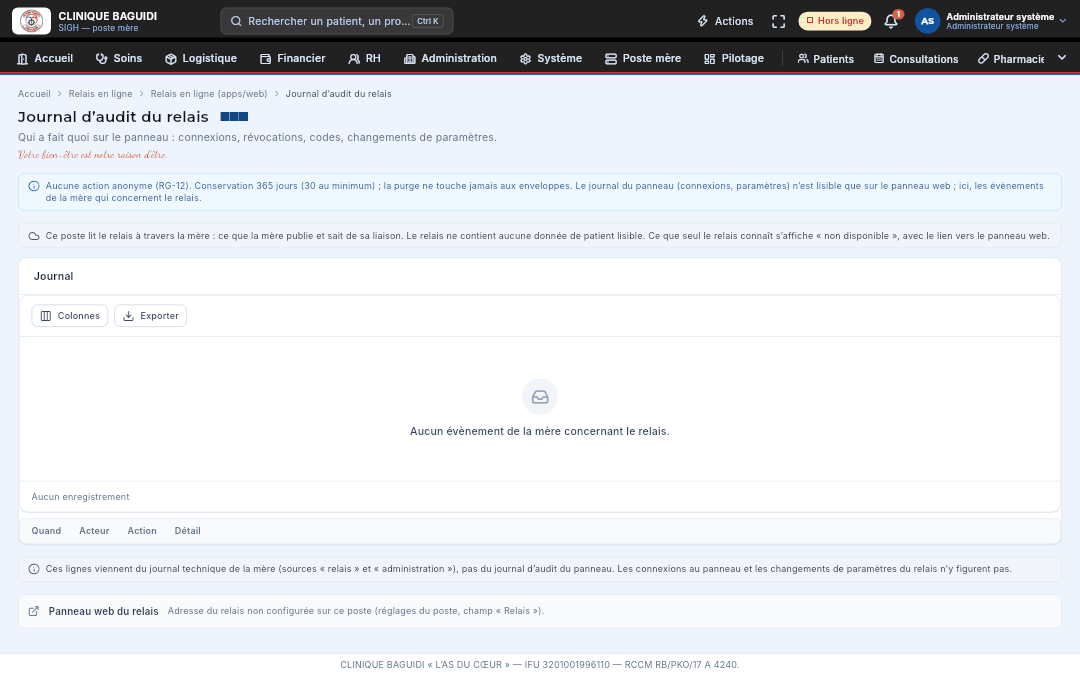 CLINIQUE BAGUIDI
SIGH — poste mère
Rechercher un patient, un pro... Ctrl K
Actions
Hors ligne
1
AS
Administrateur système
Administrateur système
Accueil
Soins
Logistique
Financier
RH
Administration
Système
Poste mère
Pilotage
Patients
Consultations
Pharmacie
Accueil > Relais en ligne > Relais en ligne (apps/web) > Journal d'audit du relais
Journal d'audit du relais
Qui a fait quoi sur le panneau : connexions, révocations, codes, changements de paramètres.
Votre bien-être est notre raison d'être.
Aucune action anonyme (RG-12). Conservation 365 jours (30 au minimum) ; la purge ne touche jamais aux enveloppes. Le journal du panneau (connexions, paramètres) n'est lisible que sur le panneau web ; ici, les évènements
de la mère qui concernent le relais.
Ce poste lit le relais à travers la mère : ce que la mère publie et sait de sa liaison. Le relais ne contient aucune donnée de patient lisible. Ce que seul le relais connaît s'affiche « non disponible », avec le lien vers le panneau web.
Journal
Colonnes
Exporter
Aucun évènement de la mère concernant le relais.
Aucun enregistrement
Quand Acteur Action Détail
Ces lignes viennent du journal technique de la mère (sources « relais » et « administration »), pas du journal d'audit du panneau. Les connexions au panneau et les changements de paramètres du relais n'y figurent pas.
Panneau web du relais Adresse du relais non configurée sur ce poste (réglages du poste, champ « Relais »).
CLINIQUE BAGUIDI « L'AS DU CŒUR » — IFU 3201001996110 — RCCM RB/PKO/17 A 4240.